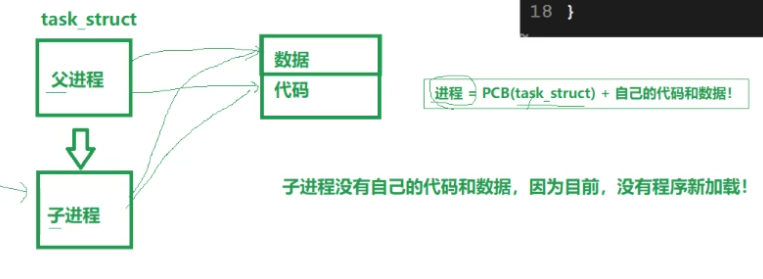 task_struct
18 }
~
父进程
数据
代码
进程 = PCB(task_struct) + 自己的代码和数据！
子进程
子进程没有自己的代码和数据，因为目前，没有程序新加载！